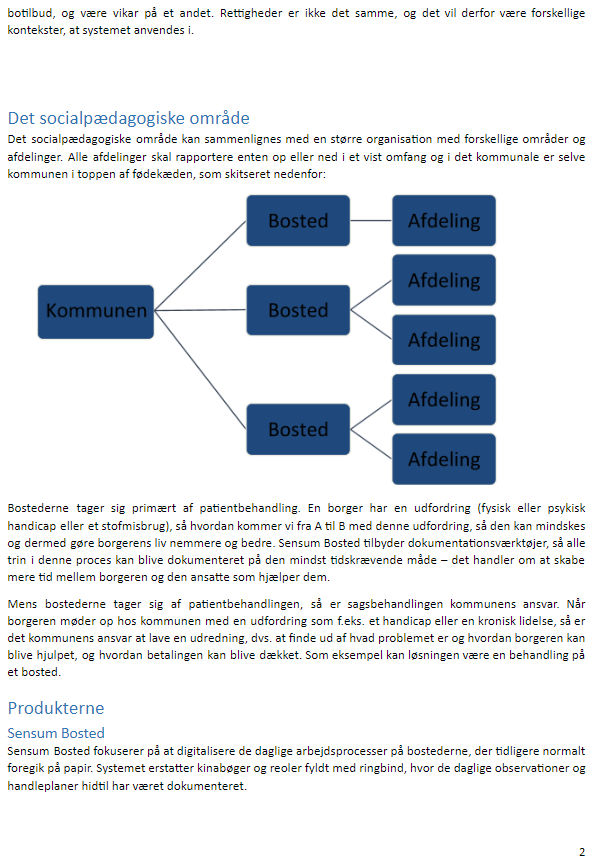 botilbud, og være vikar på et andet. Rettigheder er ikke det samme, og det vil derfor være forskellige
kontekster, at systemet anvendes i.
Det socialpædagogiske område
Det socialpædagogiske område kan sammenlignes med en større organisation med forskellige områder og
afdelinger. Alle afdelinger skal rapportere enten op eller ned i et vist omfang og i det kommunale er selve
kommunen i toppen af fødekæden, som skitseret nedenfor:
Kommunen
Bosted
Afdeling
Bosted
Afdeling
Afdeling
Bosted
Afdeling
Afdeling
Bostederne tager sig primært af patientbehandling. En borger har en udfordring (fysisk eller psykisk
handicap eller et stofmisbrug), så hvordan kommer vi fra A til B med denne udfordring, så den kan mindskes
og dermed gøre borgerens liv nemmere og bedre. Sensum Bosted tilbyder dokumentationsværktøjer, så alle
trin i denne proces kan blive dokumenteret på den mindst tidskrævende måde – det handler om at skabe
mere tid mellem borgeren og den ansatte som hjælper dem.
Mens bostederne tager sig af patientbehandlingen, så er sagsbehandlingen kommunens ansvar. Når
borgeren møder op hos kommunen med en udfordring som f.eks. et handicap eller en kronisk lidelse, så er
det kommunens ansvar at lave en udredning, dvs. at finde ud af hvad problemet er og hvordan borgeren kan
blive hjulpet, og hvordan betalingen kan blive dækket. Som eksempel kan løsningen være en behandling på
et bosted.
Produkterne
Sensum Bosted
Sensum Bosted fokuserer på at digitalisere de daglige arbejdsprocesser på bostederne, der tidligere normalt
foregik på papir. Systemet erstatter kinabøger og reoler fyldt med ringbind, hvor de daglige observationer og
handleplaner hidtil har været dokumenteret.
2